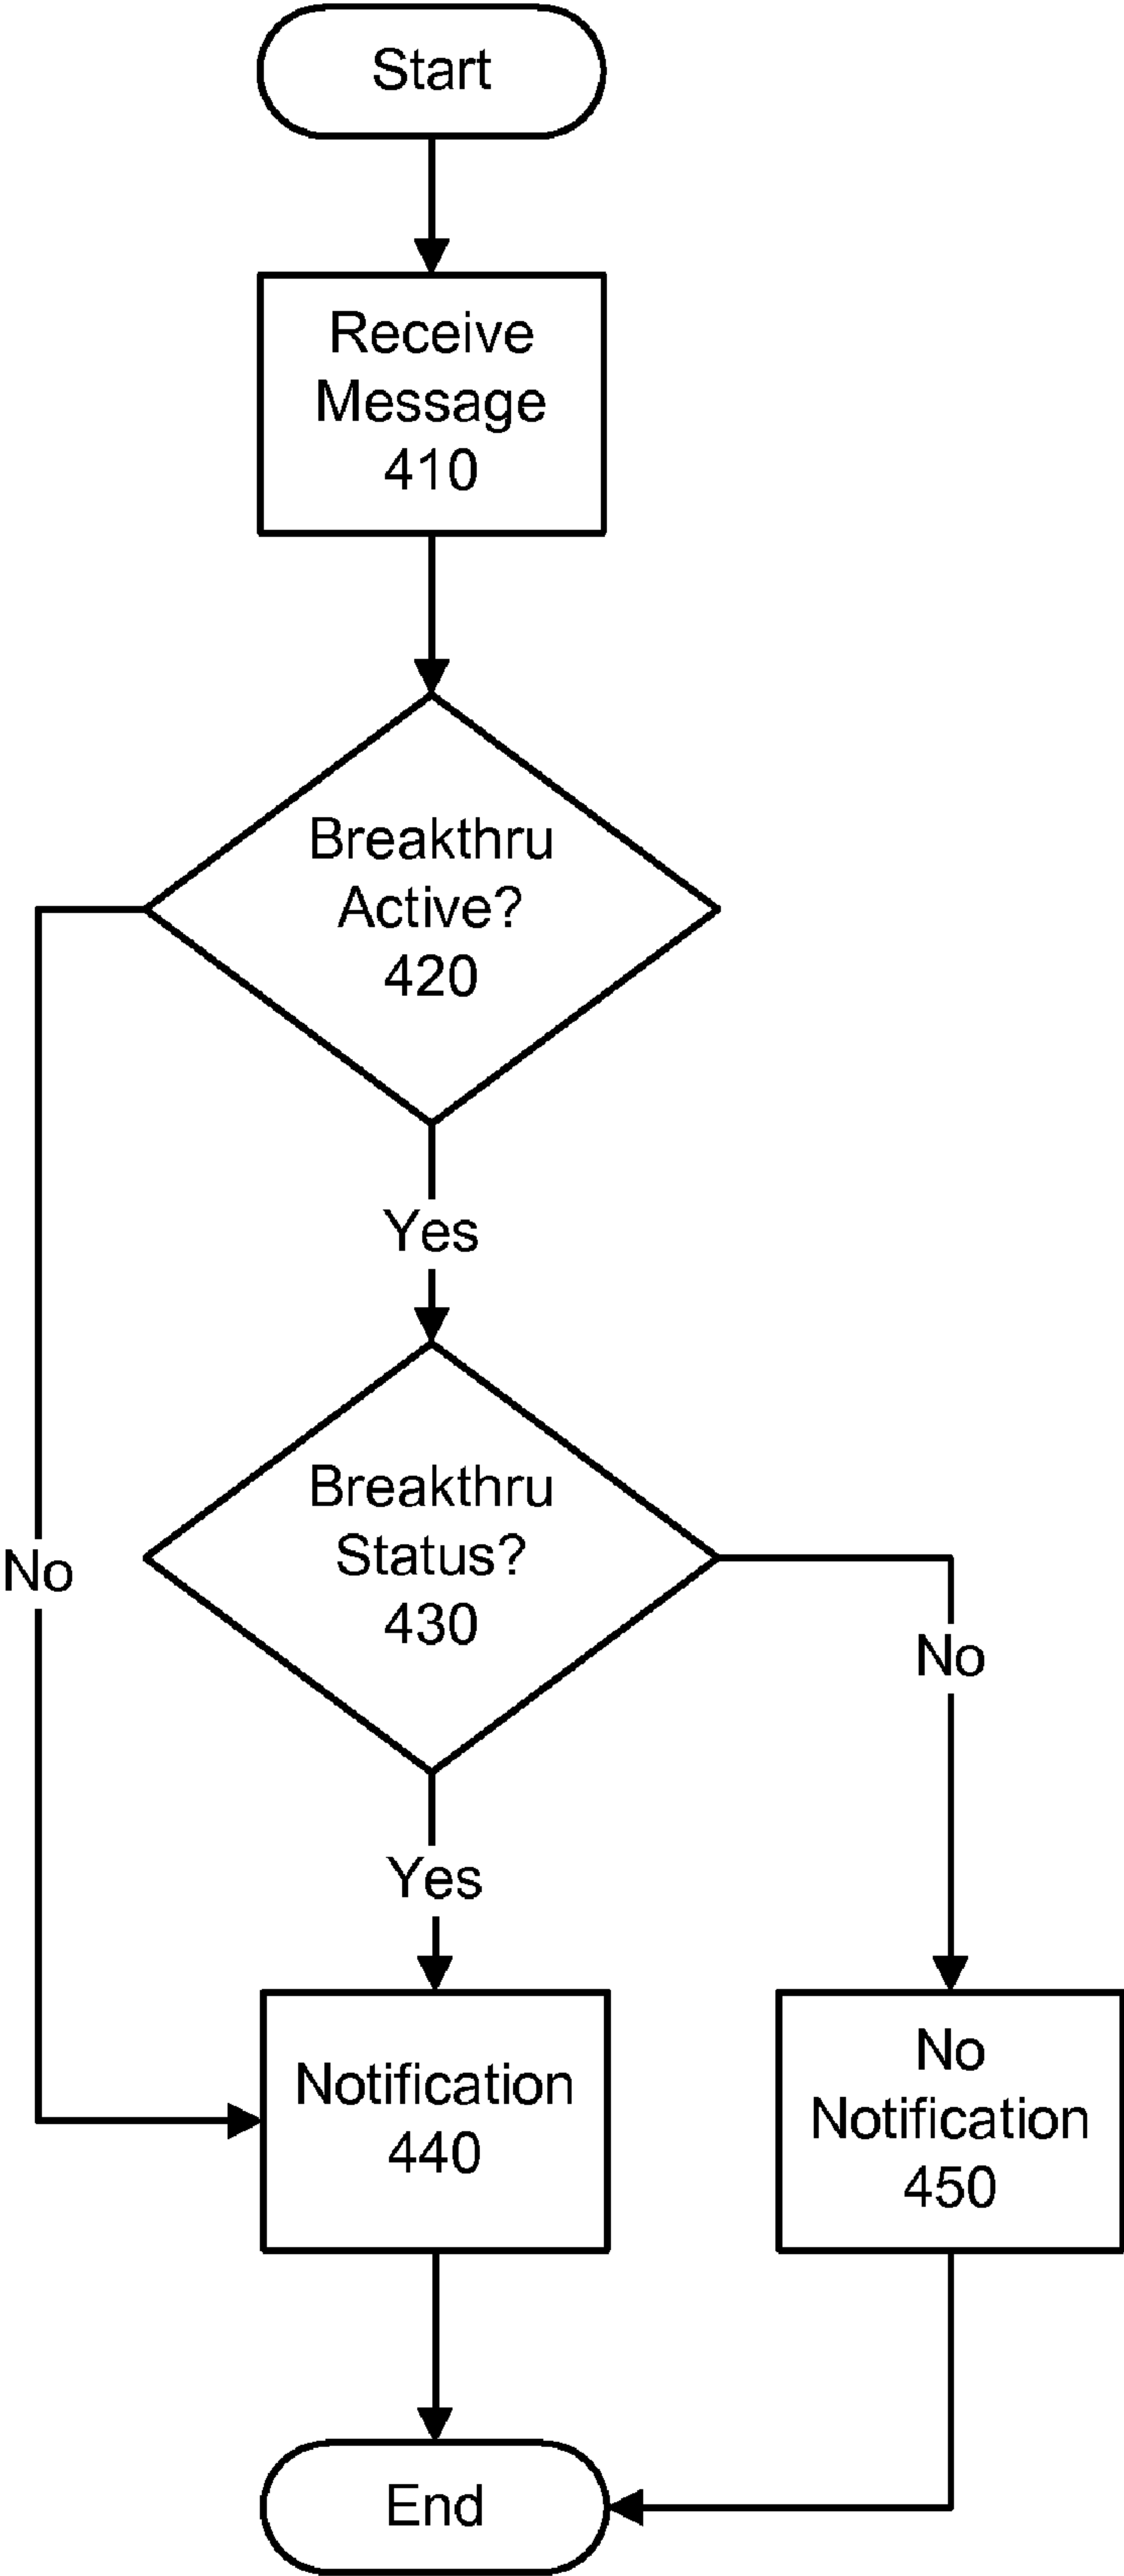 Start
Receive
Message
410
Breakthru
Active?
420
Yes
Breakthru
Status?
430
No
No
Yes
Notification
440
No
Notification
450
End